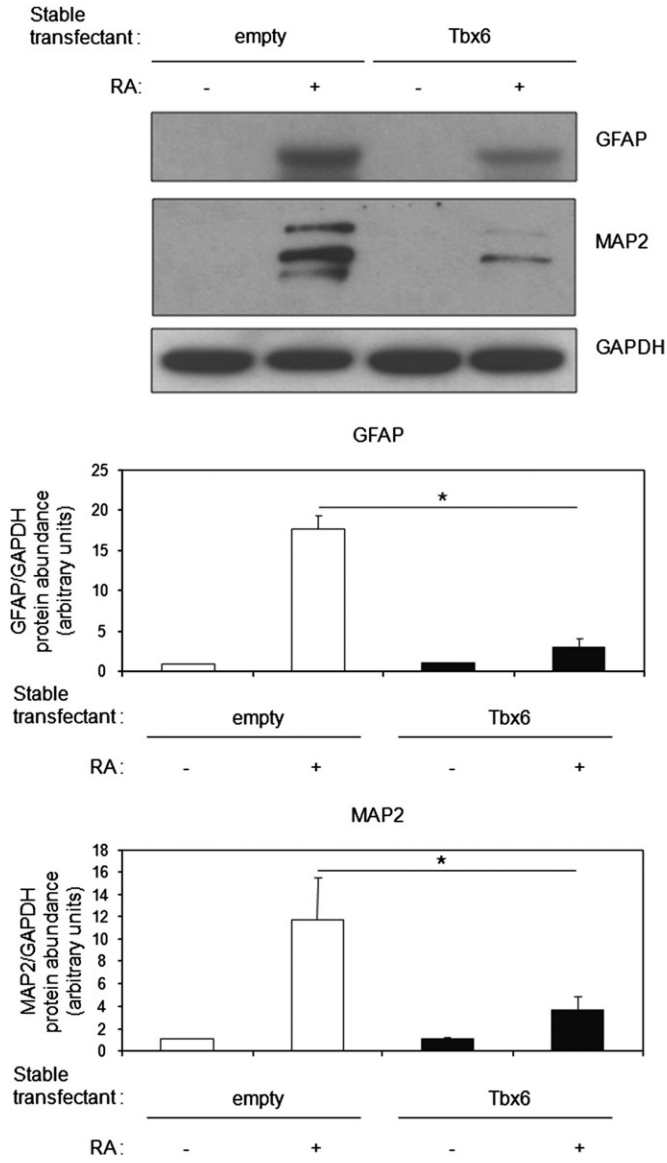 Stable
transfectant: empty Tbx6
RA: - + - +
GFAP
MAP2
GAPDH
GFAP
GFAP/GAPDH
protein abundance
(arbitrary units)
25
20
15
10
5
0
*
Stable
transfectant: empty Tbx6
RA: - + - +
MAP2
MAP2/GAPDH
protein abundance
(arbitrary units)
18
16
14
12
10
8
6
4
2
0
*
Stable
transfectant: empty Tbx6
RA: - + - +